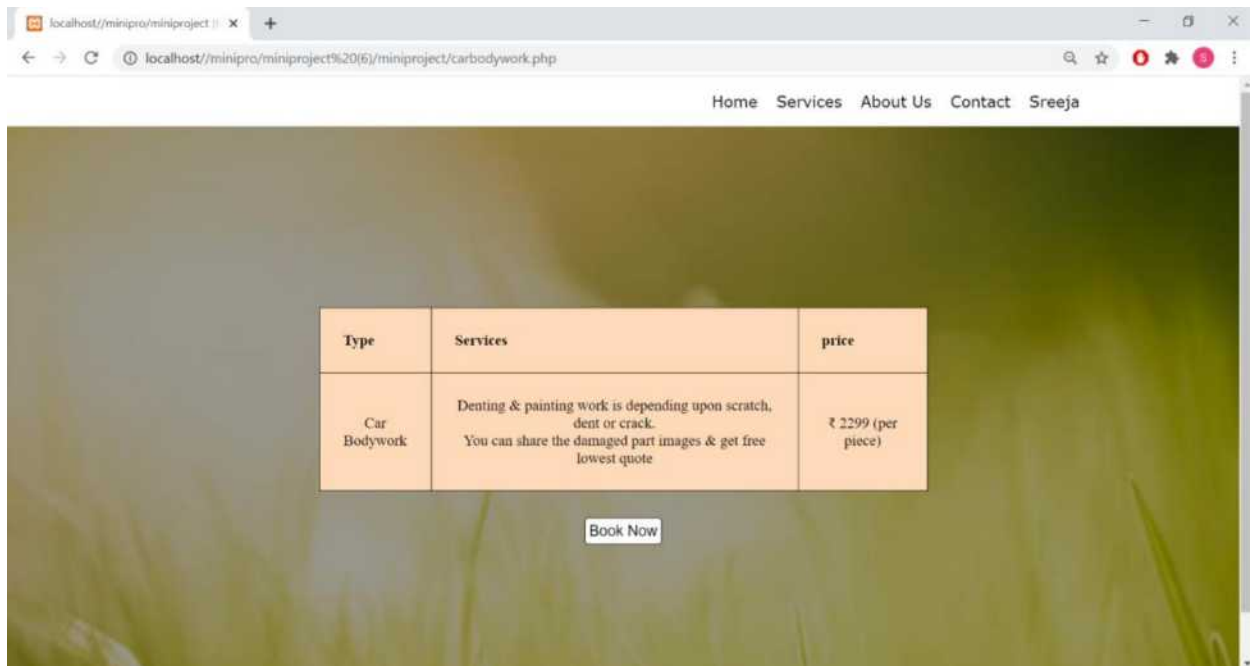 localhost//minipro/miniproject
localhost//minipro/miniproject%20(6)/miniproject/carbodywork.php
S
Home Services About Us Contact Sreeja
Type Services price
Car
Bodywork
Denting & painting work is depending upon scratch,
dent or crack.
You can share the damaged part images & get free
lowest quote
₹ 2299 (per
piece)
Book Now